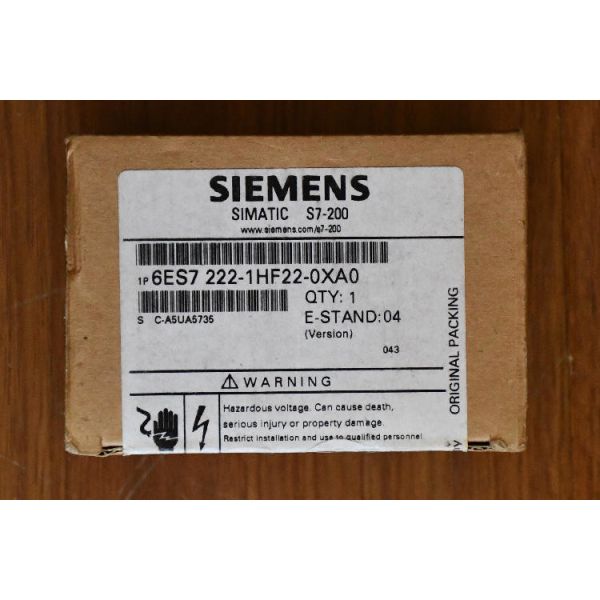 SIEMENS
SIMATIC S7-200
www.siemens.com/s7-200
1P 6ES7 222-1HF22-0XA0
QTY: 1
S C-A5UA5735
E-STAND: 04
(Version)
043
ORIGINAL PACKING
WARNING
Hazardous voltage. Can cause death,
serious injury or property damage.
Restrict installation and use to qualified personnel